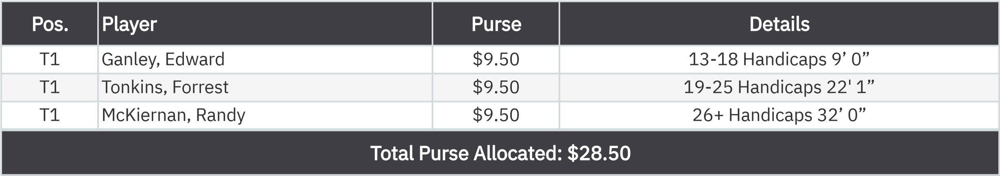 Pos. Player Purse Details
T1 Ganley, Edward $9.50 13-18 Handicaps 9’ 0”
T1 Tonkins, Forrest $9.50 19-25 Handicaps 22' 1”
T1 McKiernan, Randy $9.50 26+ Handicaps 32’ 0”
Total Purse Allocated: $28.50